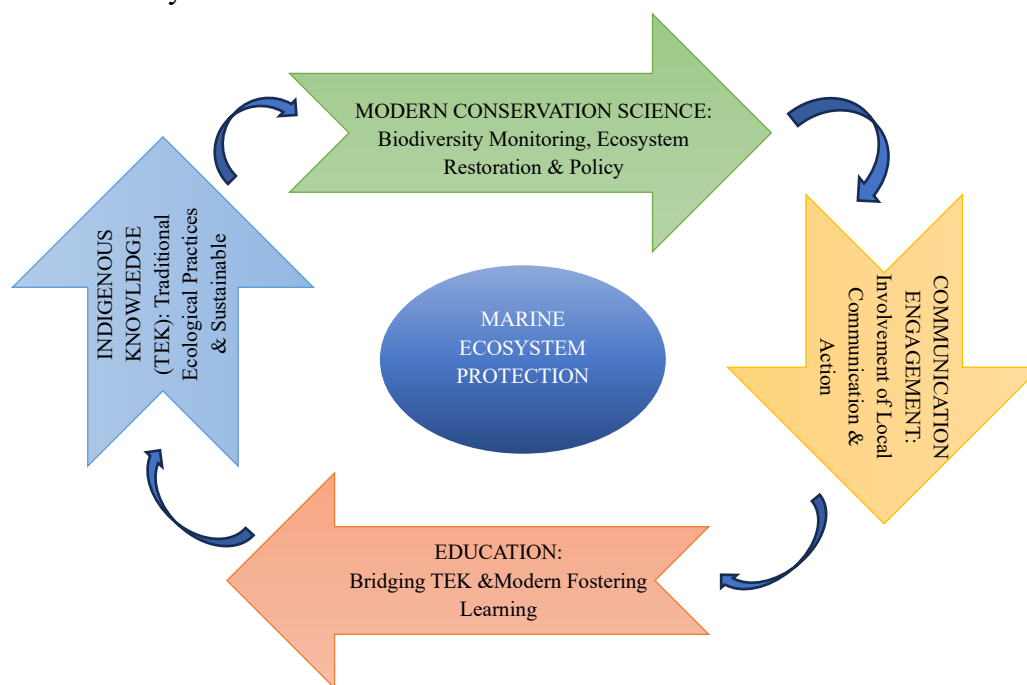 MODERN CONSERVATION SCIENCE:
Biodiversity Monitoring, Ecosystem
Restoration & Policy
INDIGENOUS
KNOWLEDGE
(TEK): Traditional
Ecological Practices
& Sustainable
MARINE
ECOSYSTEM
PROTECTION
COMMUNICATION
ENGAGEMENT:
Involvement of Local
Communication &
Action
EDUCATION:
Bridging TEK &Modern Fostering
Learning